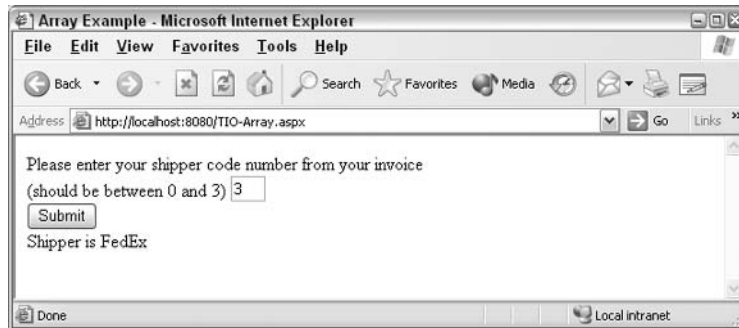 Array Example - Microsoft Internet Explorer
File Edit View Favorites Tools Help
Back Search Favorites Media
Address http://localhost:8080/TIO-Array.aspx Go Links »
Please enter your shipper code number from your invoice
(should be between 0 and 3) 3
Submit
Shipper is FedEx
Done Local intranet